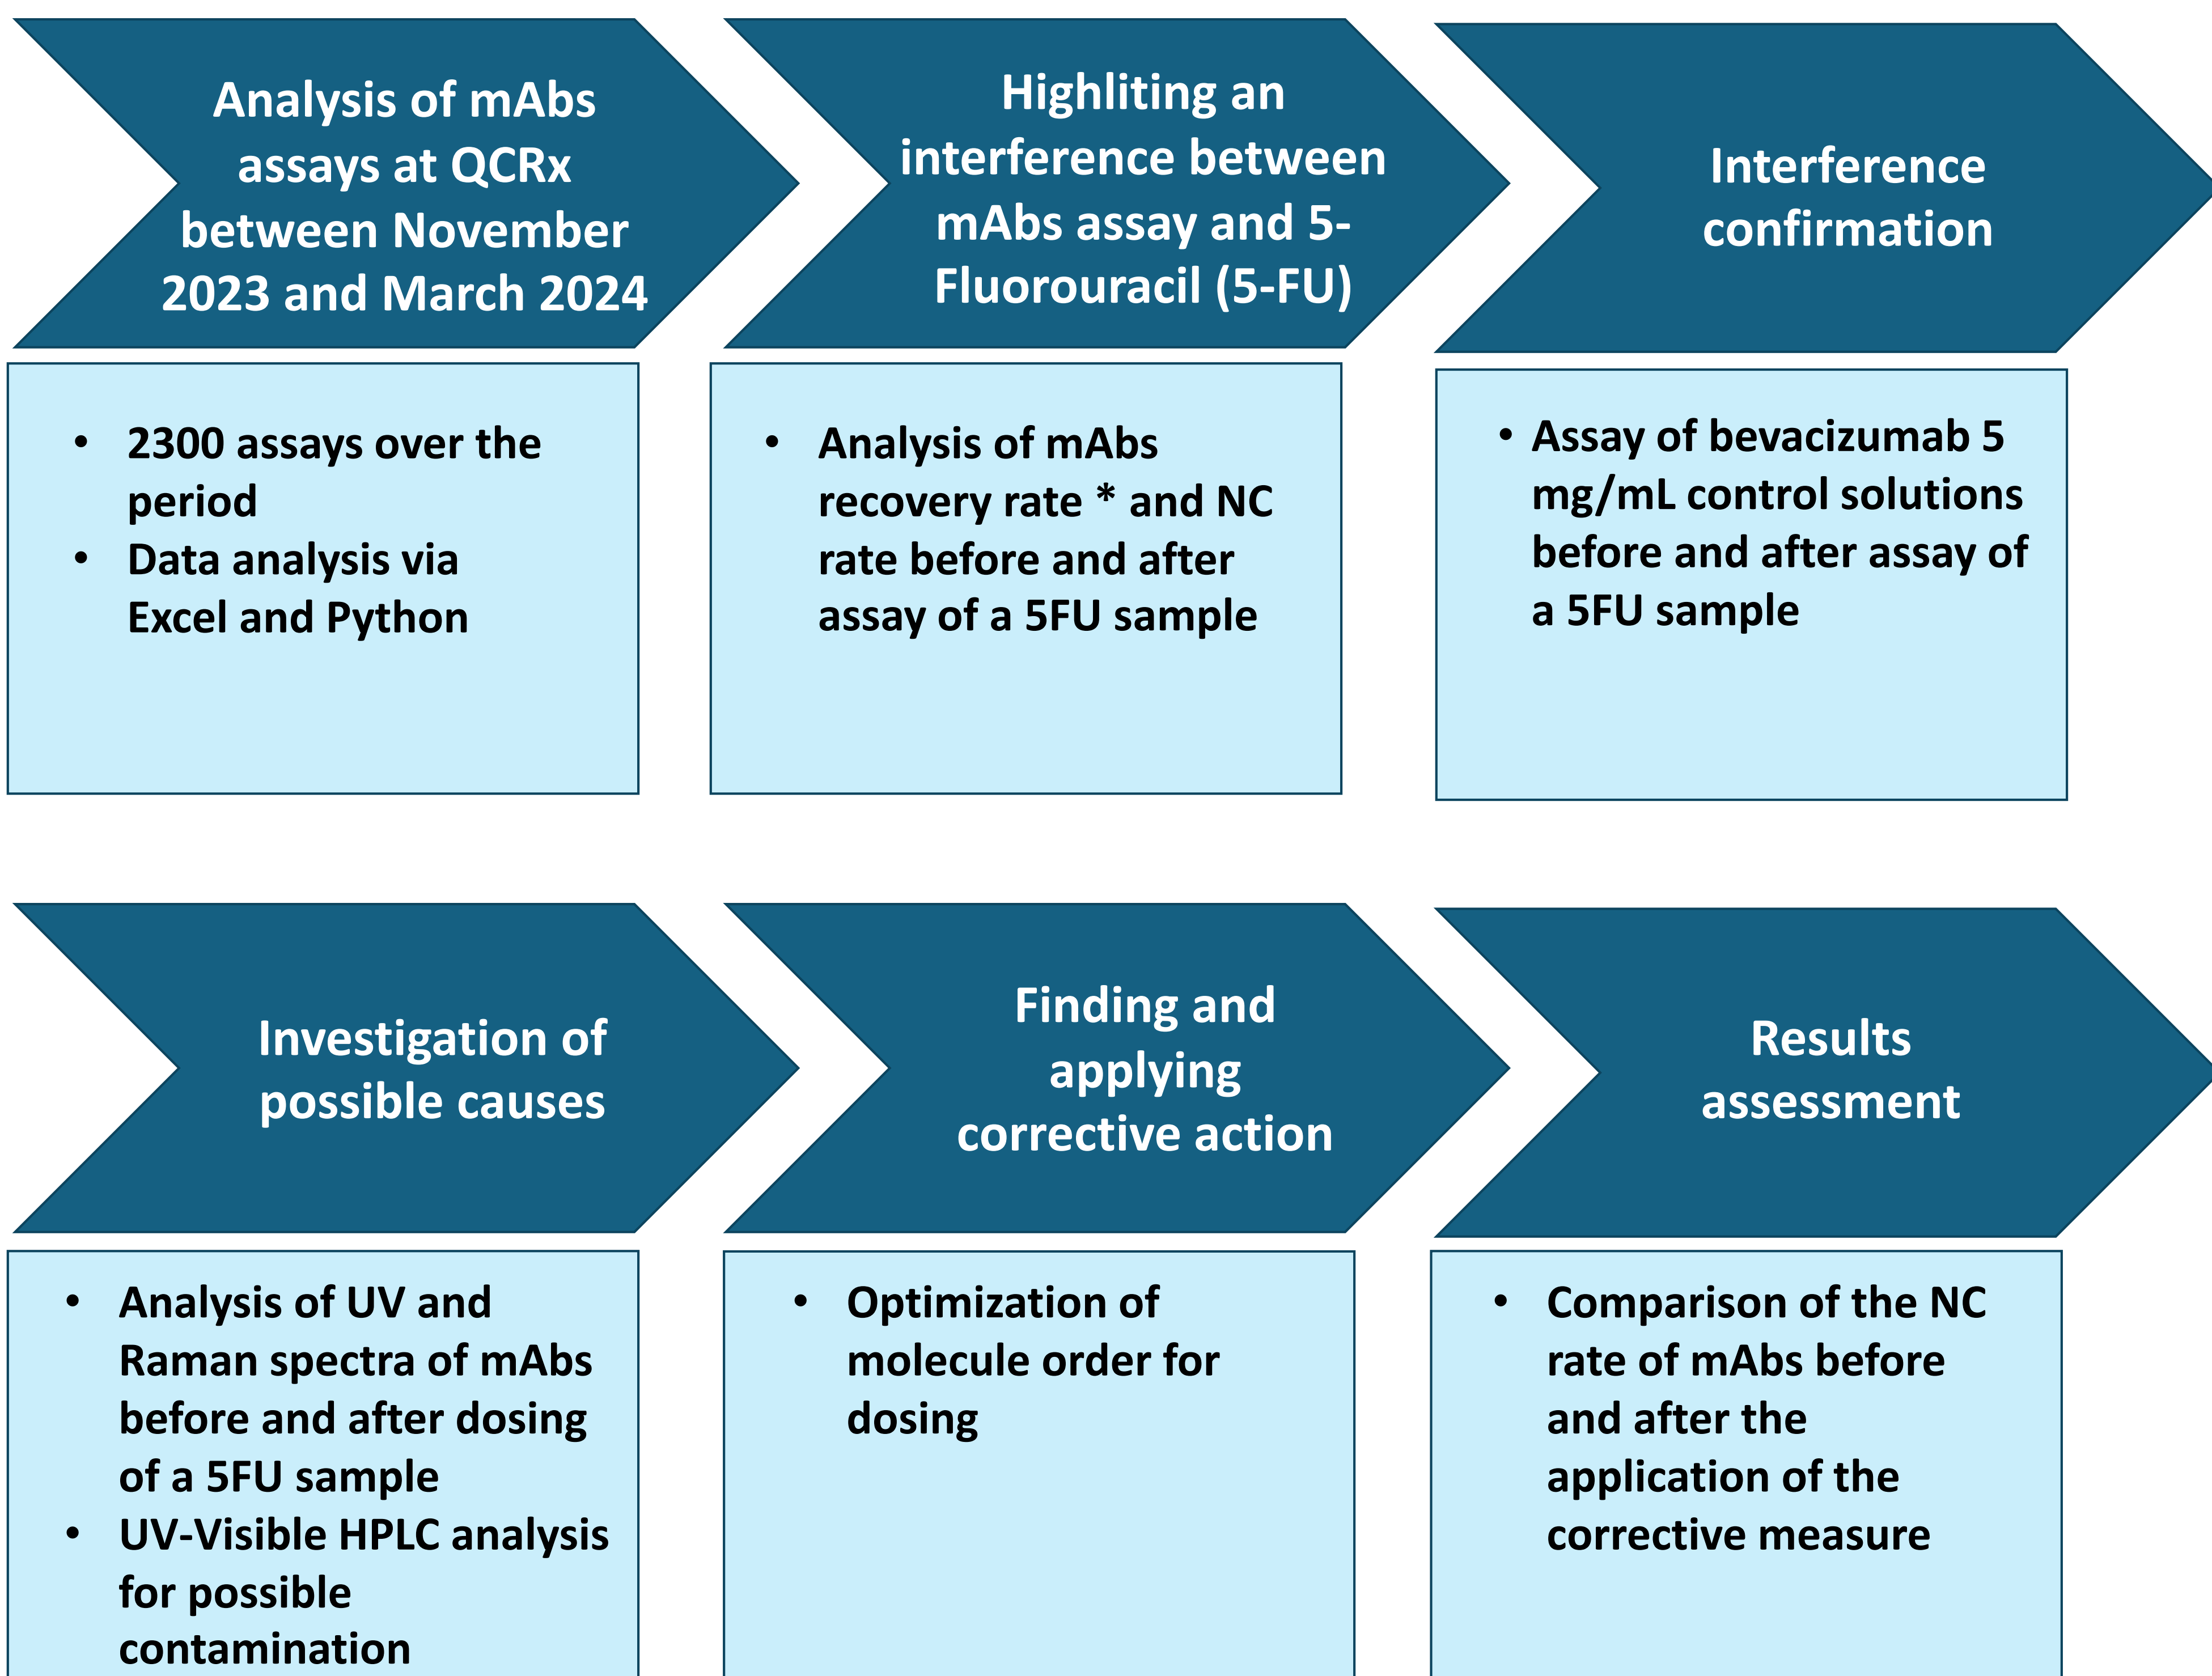 Analysis of mAbs
assays at QCRx
between November
2023 and March 2024
Highliting an
interference between
mAbs assay and 5-
Fluorouracil (5-FU)
Interference
confirmation
• 2300 assays over the
period
• Data analysis via
Excel and Python
• Analysis of mAbs
recovery rate * and NC
rate before and after
assay of a 5FU sample
• Assay of bevacizumab 5
mg/mL control solutions
before and after assay of
a 5FU sample
Investigation of
possible causes
Finding and
applying
corrective action
Results
assessment
• Analysis of UV and
Raman spectra of mAbs
before and after dosing
of a 5FU sample
• UV-Visible HPLC analysis
for possible
contamination
• Optimization of
molecule order for
dosing
• Comparison of the NC
rate of mAbs before
and after the
application of the
corrective measure